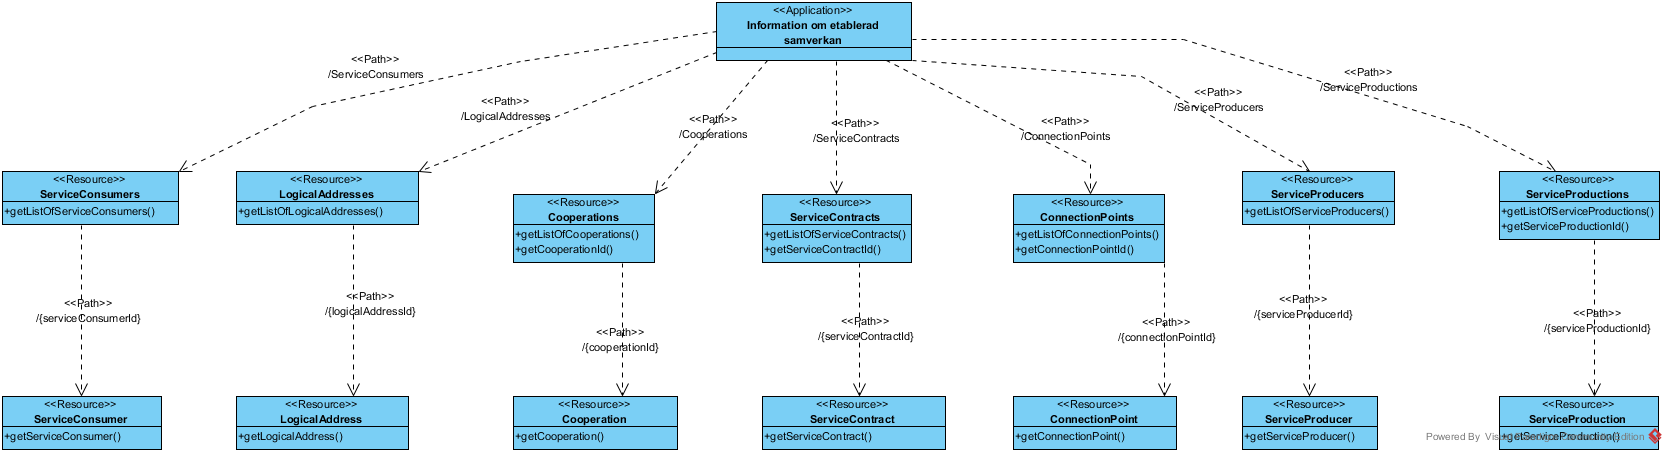 <<Application>>
Information om etablerad
samverkan
<<Path>>
/ServiceConsumers
<<Path>>
/LogicalAddresses
<<Path>>
/Cooperations
<<Path>>
/ServiceContracts
<<Path>>
/ConnectionPoints
<<Path>>
/ServiceProducers
<<Path>>
/ServiceProductions
<<Resource>>
ServiceConsumers
+getListOfServiceConsumers()
<<Resource>>
LogicalAddresses
+getListOfLogicalAddresses()
<<Resource>>
Cooperations
+getListOfCooperations()
+getCooperationId()
<<Resource>>
ServiceContracts
+getListOfServiceContracts()
+getServiceContractId()
<<Resource>>
ConnectionPoints
+getListOfConnectionPoints()
+getConnectionPointId()
<<Resource>>
ServiceProducers
+getListOfServiceProducers()
<<Resource>>
ServiceProductions
+getListOfServiceProductions()
+getServiceProductionId()
<<Path>>
/{serviceConsumerId}
<<Path>>
/{logicalAddressId}
<<Path>>
/{cooperationId}
<<Path>>
/{serviceContractId}
<<Path>>
/{connectionPointId}
<<Path>>
/{serviceProducerId}
<<Path>>
/{serviceProductionId}
<<Resource>>
ServiceConsumer
+getServiceConsumer()
<<Resource>>
LogicalAddress
+getLogicalAddress()
<<Resource>>
Cooperation
+getCooperation()
<<Resource>>
ServiceContract
+getServiceContract()
<<Resource>>
ConnectionPoint
+getConnectionPoint()
<<Resource>>
ServiceProducer
+getServiceProducer()
<<Resource>>
ServiceProduction
+getServiceProduction()
Powered By